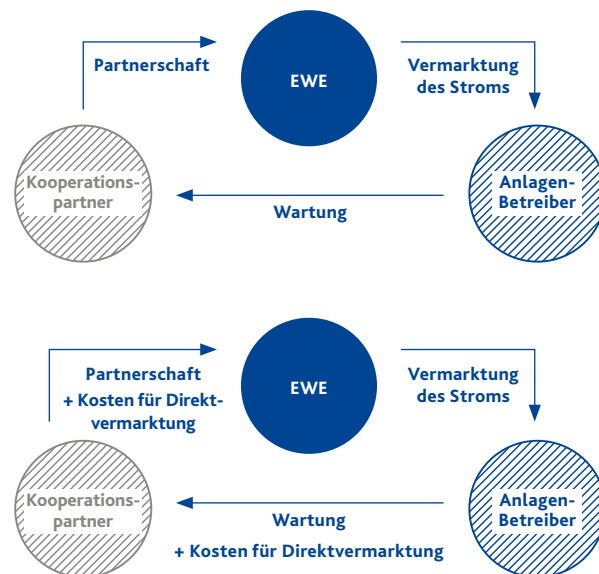 Partnerschaft
EWE
Vermarktung
des Stroms
Kooperations-
partner
Wartung
Anlagen-
Betreiber
Partnerschaft
+ Kosten für Direkt-
vermarktung
EWE
Vermarktung
des Stroms
Kooperations-
partner
Wartung
+ Kosten für Direktvermarktung
Anlagen-
Betreiber